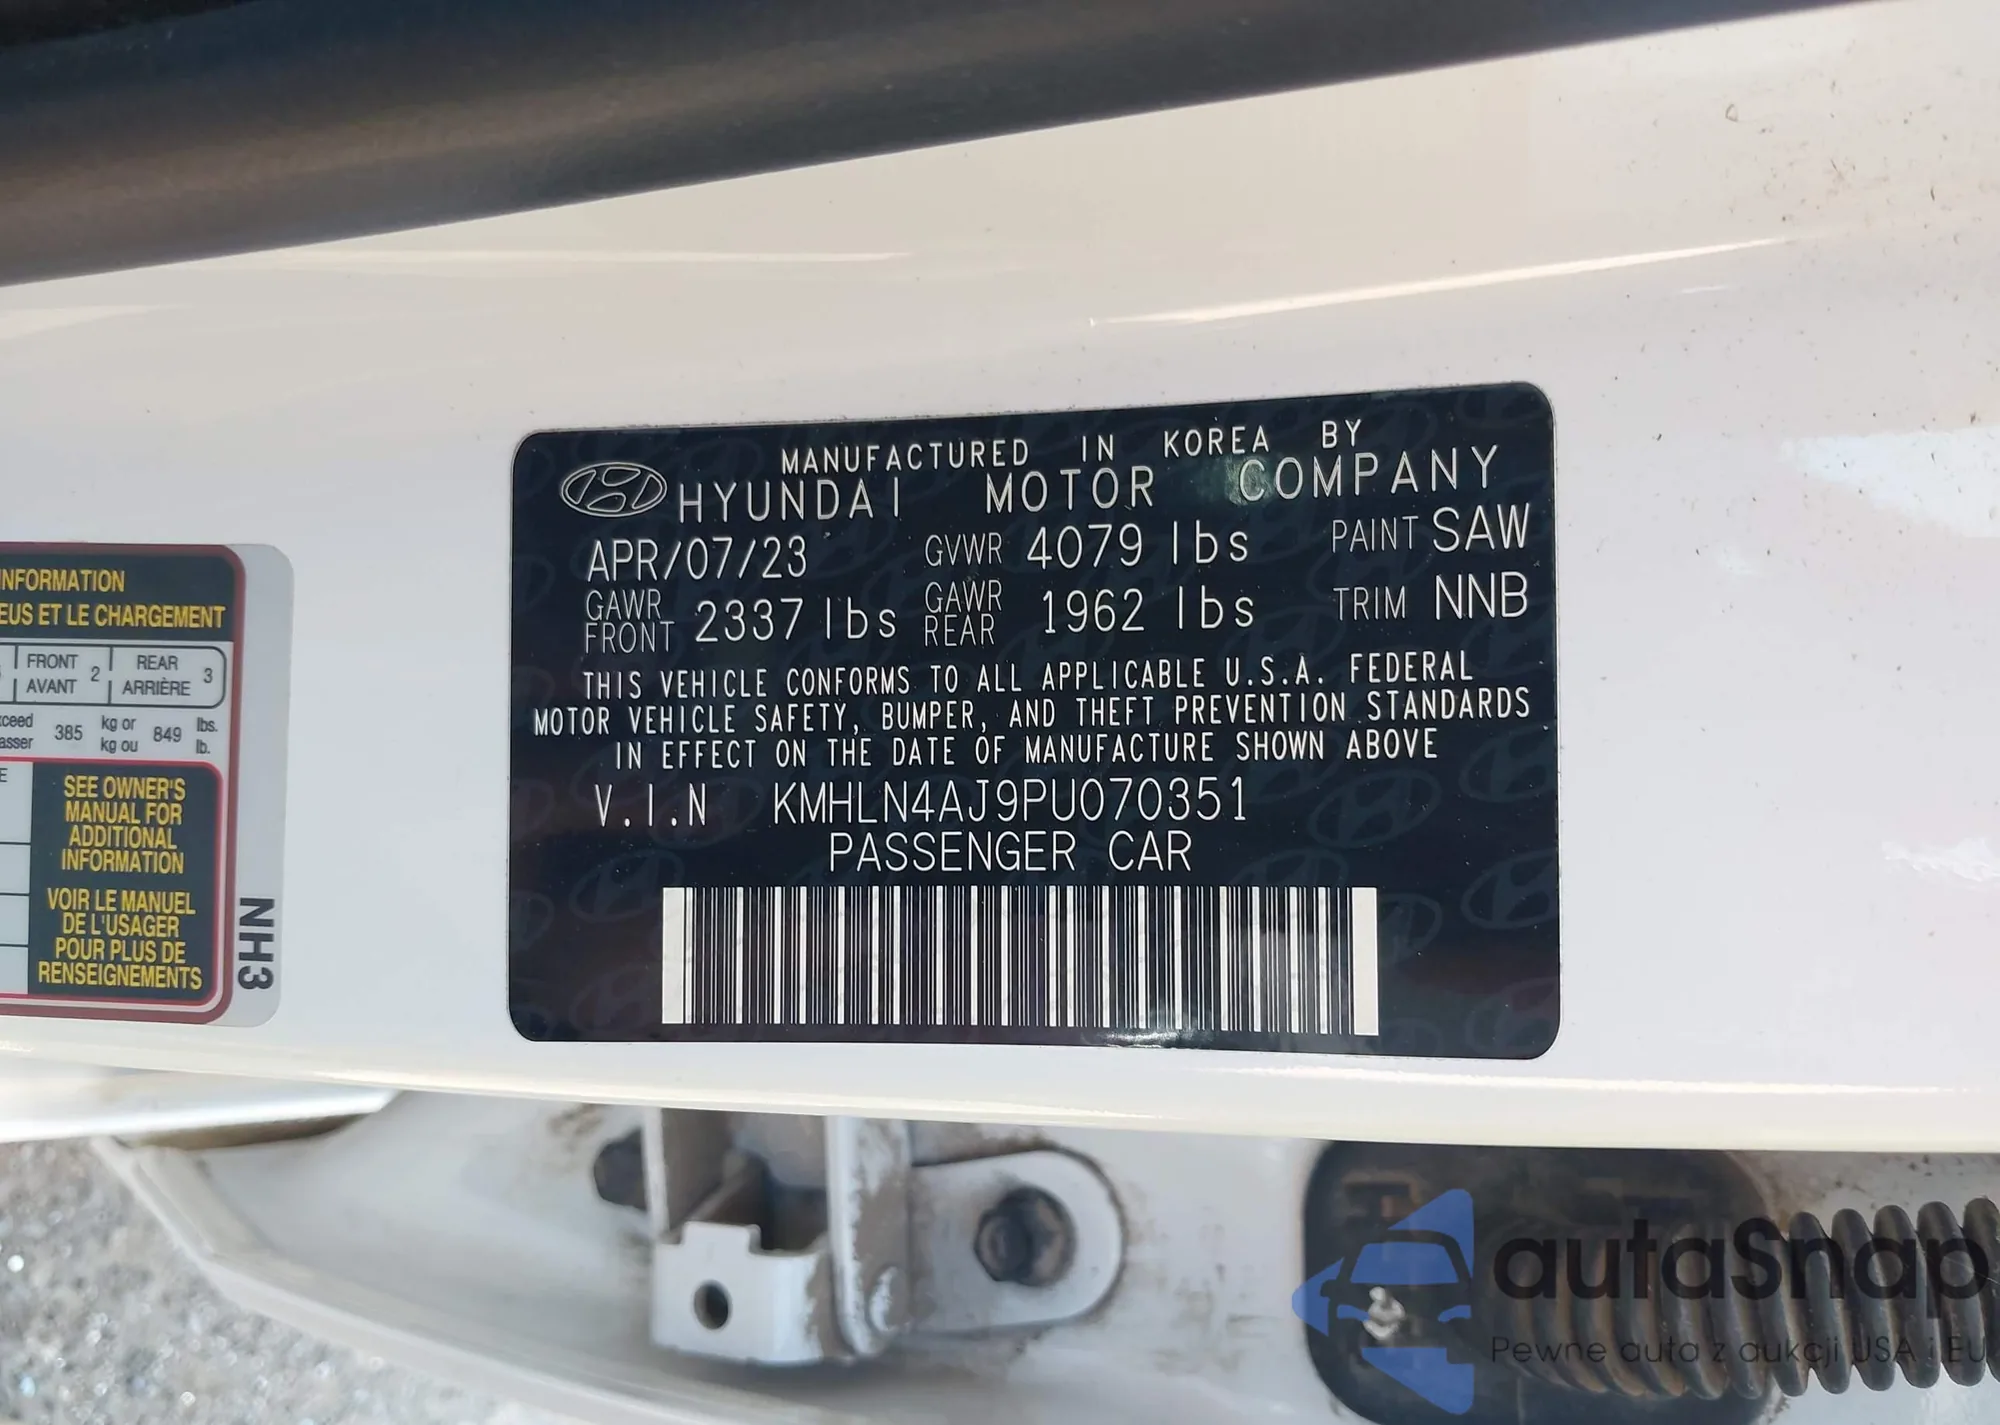 MANUFACTURED IN KOREA BY
HYUNDAI MOTOR COMPANY
APR/07/23 GVWR 4079 lbs PAINT SAW
GAWR FRONT 2337 lbs GAWR REAR 1962 lbs TRIM NNB
THIS VEHICLE CONFORMS TO ALL APPLICABLE U.S.A. FEDERAL
MOTOR VEHICLE SAFETY, BUMPER, AND THEFT PREVENTION STANDARDS
IN EFFECT ON THE DATE OF MANUFACTURE SHOWN ABOVE
V.I.N KMHLN4AJ9PU070351
PASSENGER CAR
INFORMATION
EUS ET LE CHARGEMENT
FRONT 2 REAR 3
AVANT ARRIÈRE
kg or lbs.
385 849
kg ou lb.
SEE OWNER'S
MANUAL FOR
ADDITIONAL
INFORMATION
VOIR LE MANUEL
DE L'USAGER
POUR PLUS DE
RENSEIGNEMENTS
NH3
autaSnap
Pewne auta z aukcji USA i EU